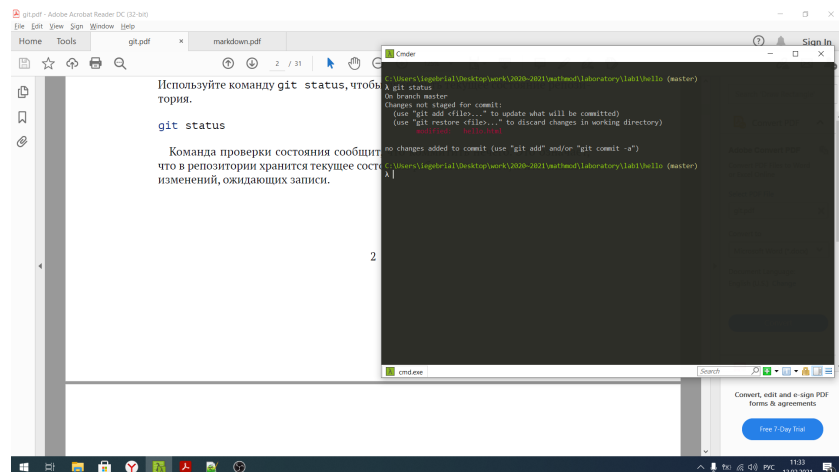 git.pdf - Adobe Acrobat Reader DC (32-bit)
File Edit View Sign Window Help
Home Tools git.pdf × markdown.pdf
Sign In
2 / 31
Используйте команду git status, чтобы
тория.
git status
Команда проверки состояния сообщит
что в репозитории хранится текущее состо
изменений, ожидающих записи.
2
Cmder
C:\Users\iegebrial\Desktop\work\2020-2021\mathmod\laboratory\lab1\hello (master)
λ git status
On branch master
Changes not staged for commit:
(use "git add <file>..." to update what will be committed)
(use "git restore <file>..." to discard changes in working directory)
modified: hello.html
no changes added to commit (use "git add" and/or "git commit -a")
C:\Users\iegebrial\Desktop\work\2020-2021\mathmod\laboratory\lab1\hello (master)
λ
cmd.exe
Search
Convert, edit and e-sign PDF
forms & agreements
Free 7-Day Trial
РУС
11:33